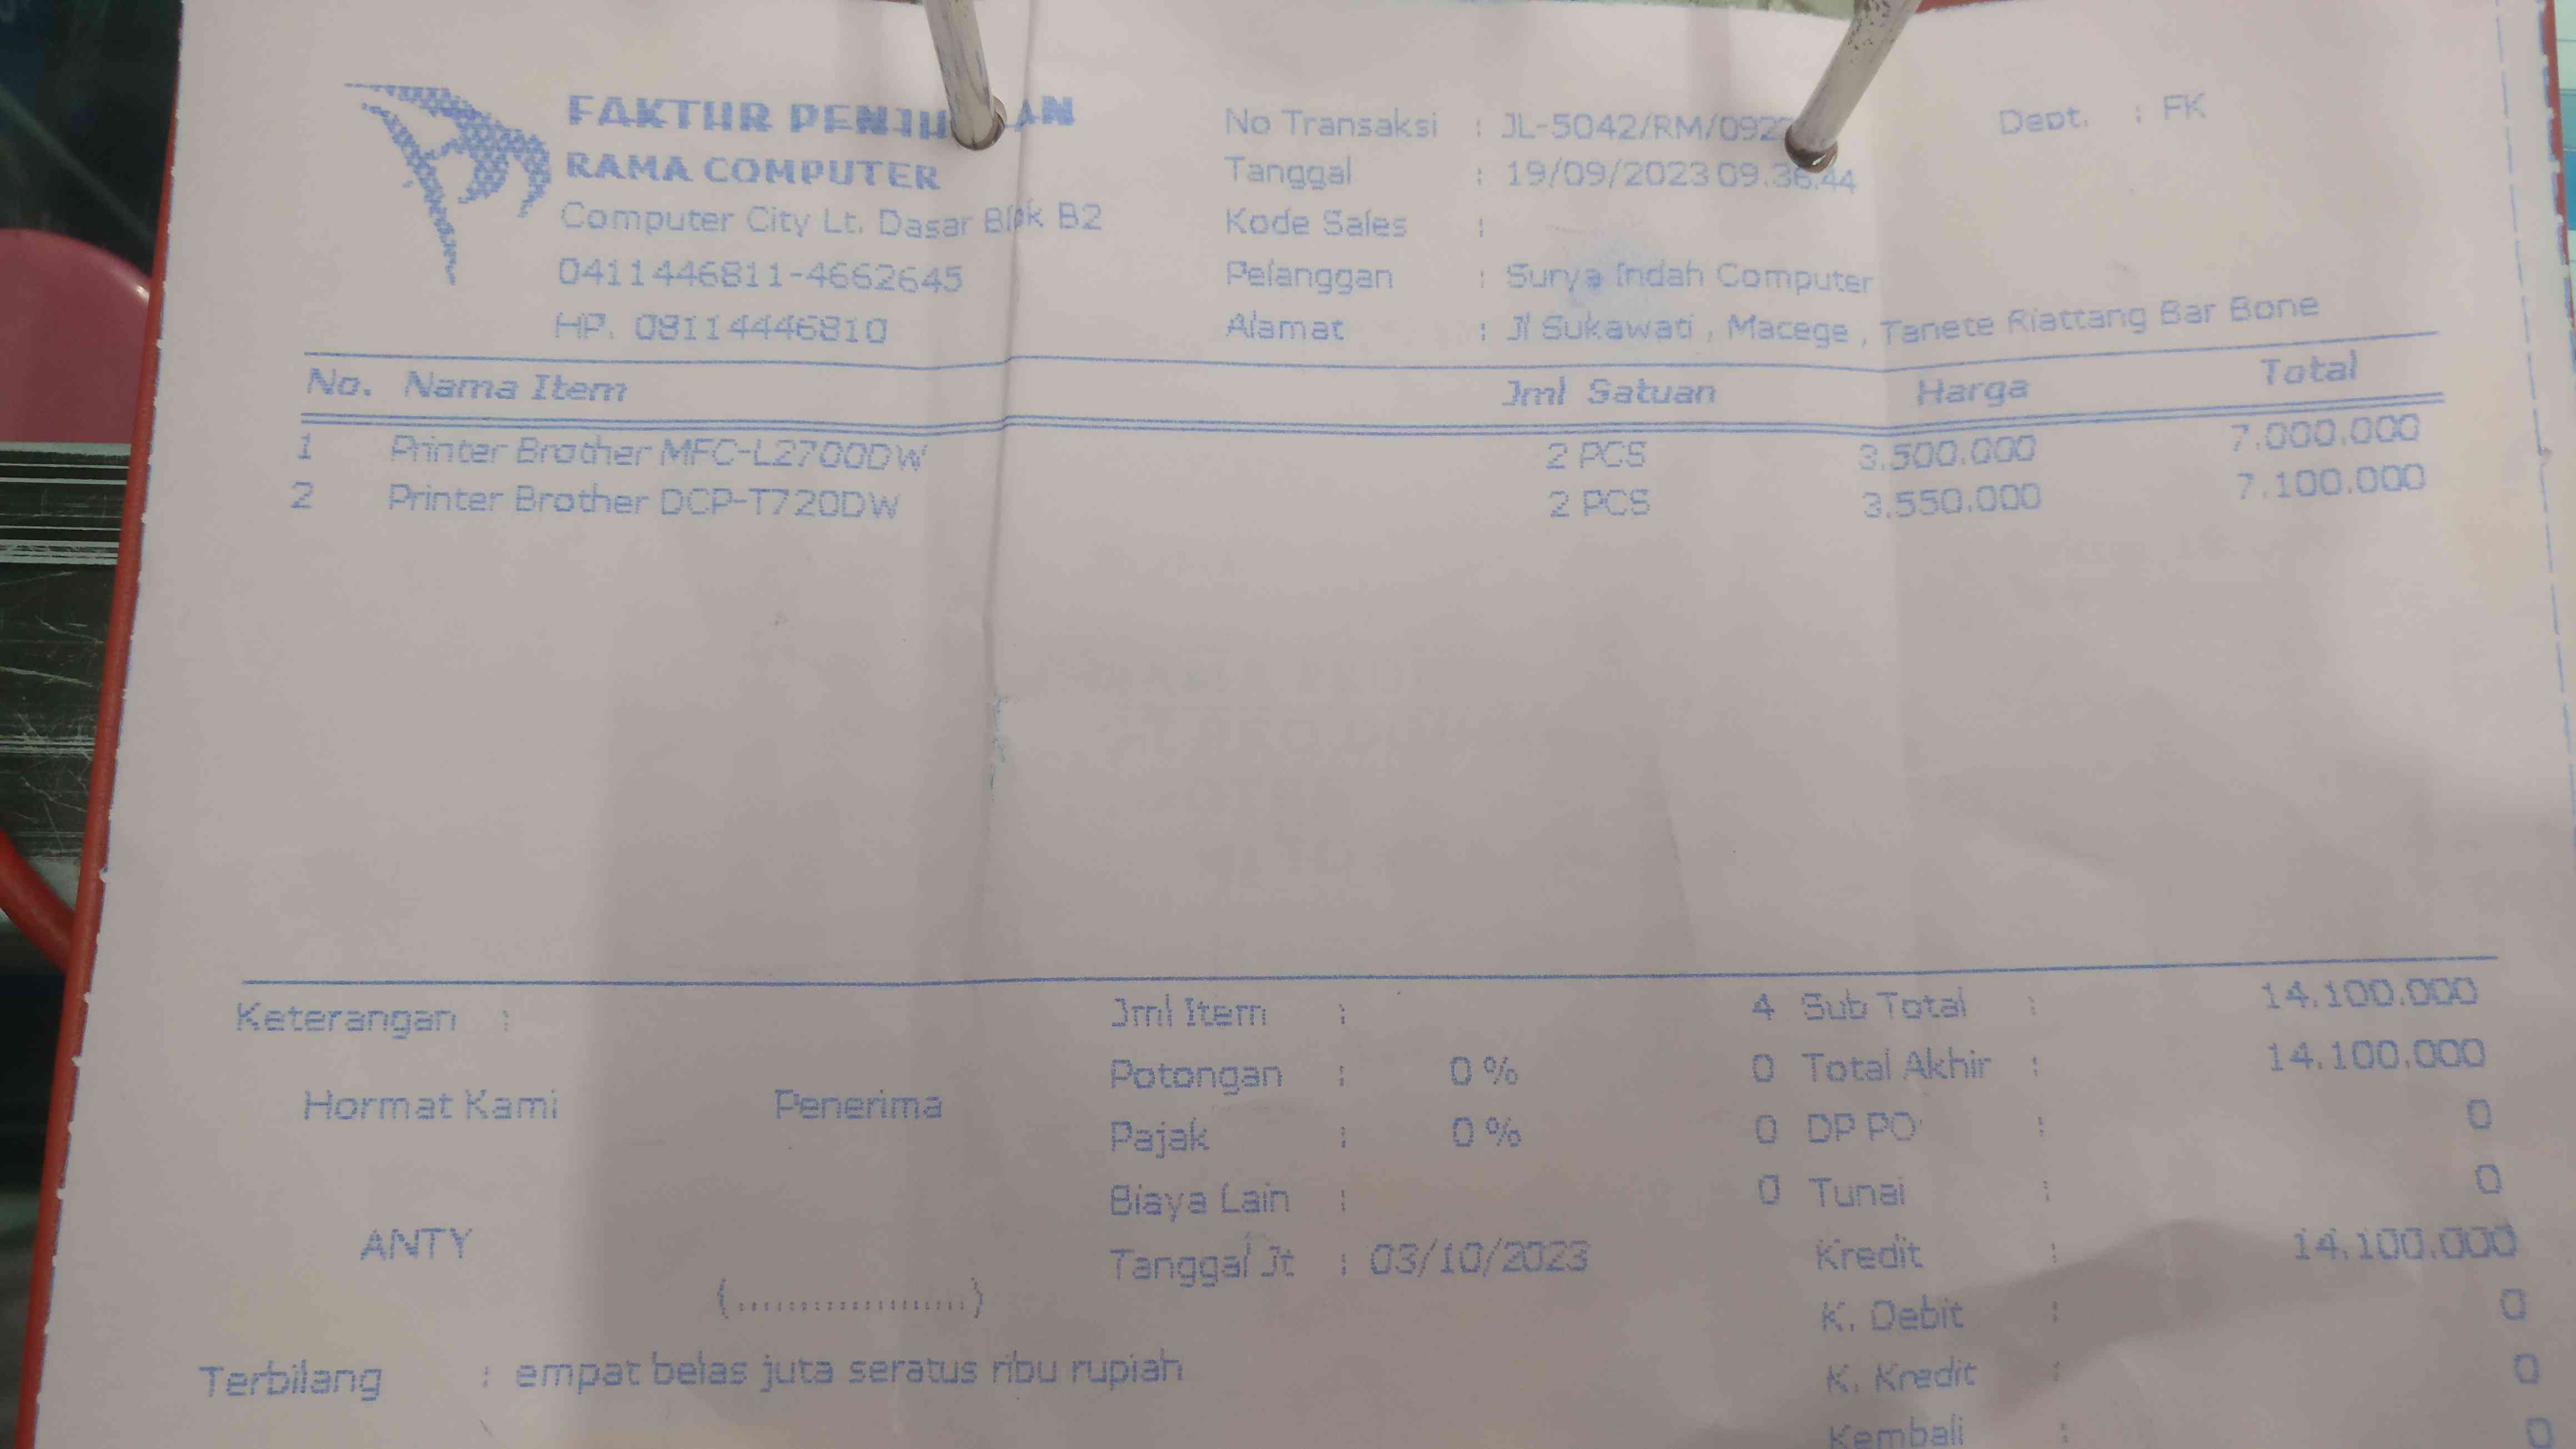 FAKTUR PENJUALAN
RAMA COMPUTER
Computer City Lt. Dasar Blok B2
0411446811-4662645
HP. 08114446810
No Transaksi : JL-5042/RM/092
Dept. : FK
Tanggal : 19/09/2023 09.36.44
Kode Sales :
Pelanggan : Surya Indah Computer
Alamat : Jl Sukawati , Macege , Tanete Riattang Bar Bone
No. Nama Item Jml Satuan Harga Total
1 Printer Brother MFC-L2700DW 2 PCS 3.500.000 7.000.000
2 Printer Brother DCP-T720DW 2 PCS 3.550.000 7.100.000
Keterangan :
Hormat Kami Penerima
ANTY
(....................)
Jml Item : 4
Potongan : 0 % 0
Pajak : 0 % 0
Biaya Lain : 0
Tanggal Jt : 03/10/2023
Sub Total : 14.100.000
Total Akhir : 14.100.000
DP PO : 0
Tunai : 0
Kredit : 14.100.000
K. Debit : 0
K. Kredit : 0
Kembali : 0
Terbilang : empat belas juta seratus ribu rupiah